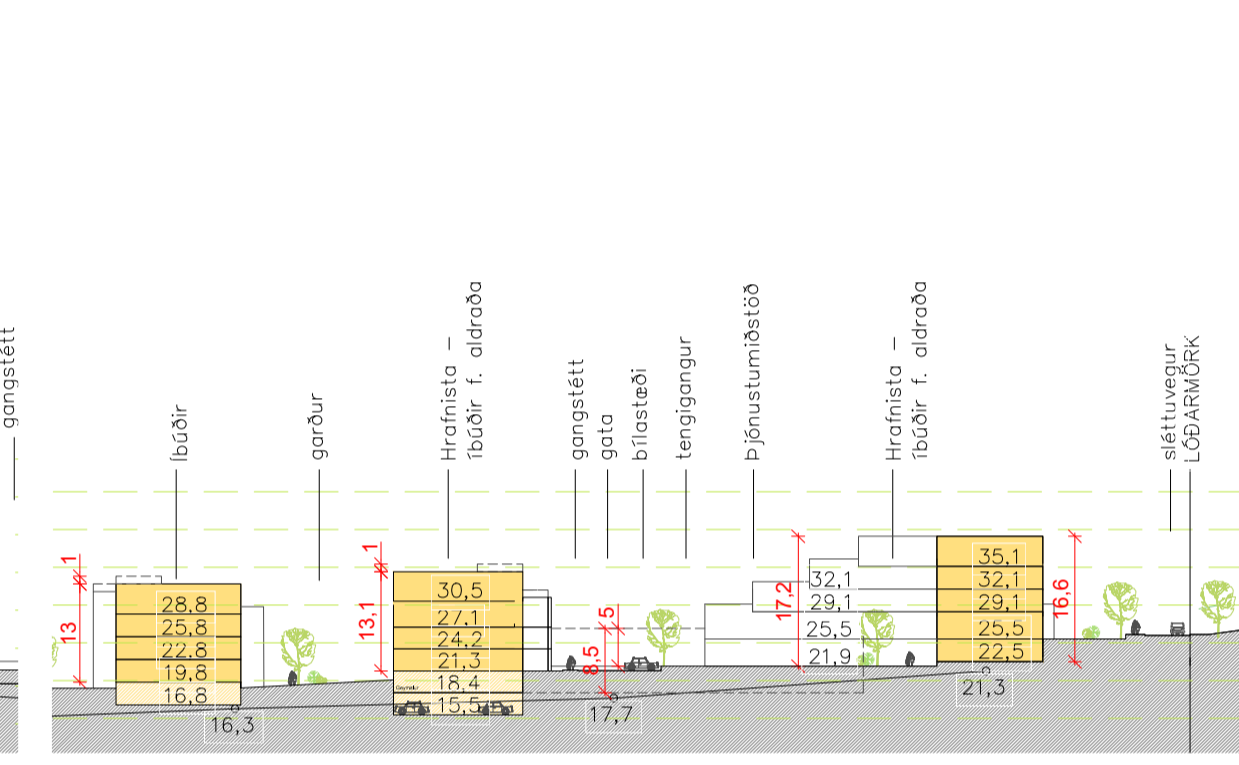 gangstétt
íbúðir
garður
Hrafnista –
íbúðir f. aldraða
gangstétt
gata
bílastæði
tengigangur
Þjónustumiðstöð
Hrafnista –
íbúðir f. aldraða
sléttuvegur
LÓÐARMÖRK
1
13
28,8
25,8
22,8
19,8
16,8
16,3
1
13,1
30,5
27,1
24,2
21,3
18,4
Geymslur
15,5
5
8,5
17,7
17,2
32,1
29,1
25,5
21,9
35,1
32,1
29,1
25,5
22,5
16,6
21,3